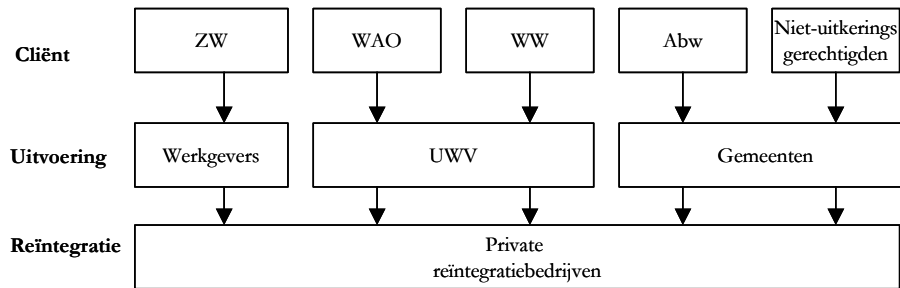 Cliënt
ZW
WAO
WW
Abw
Niet-uitkerings
gerechtigden
Uitvoering
Werkgevers
UWV
Gemeenten
Reïntegratie
Private
reïntegratiebedrijven